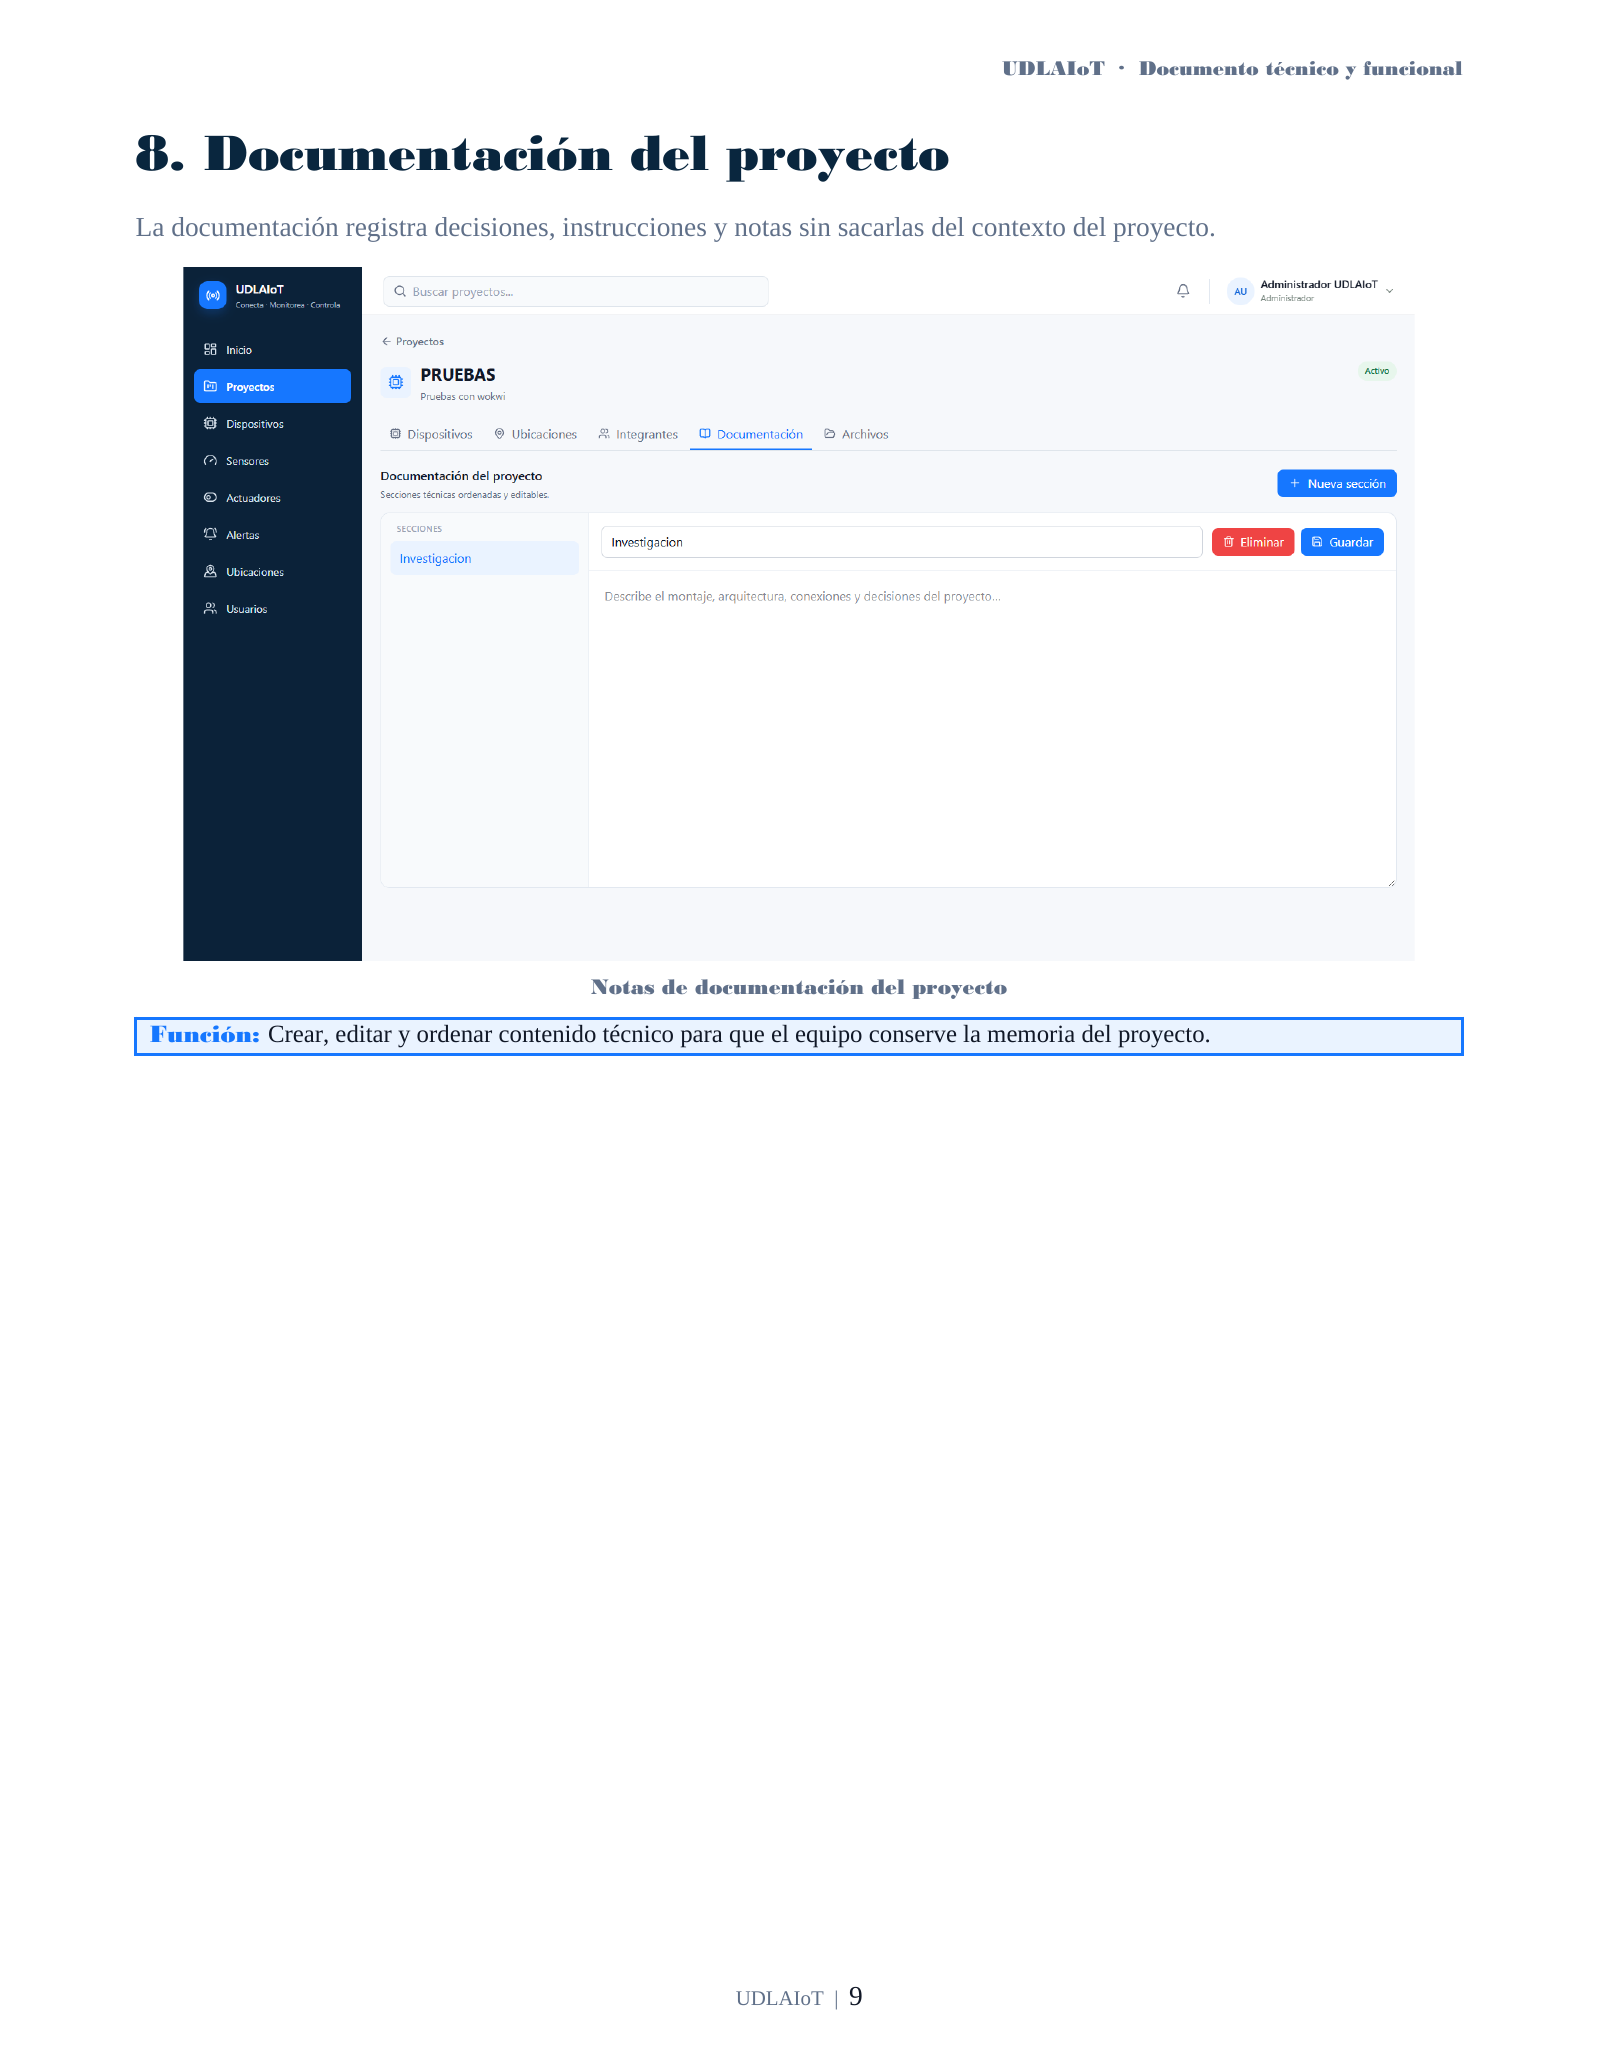 UDLAIoT · Documento técnico y funcional
8. Documentación del proyecto
La documentación registra decisiones, instrucciones y notas sin sacarlas del contexto del proyecto.
UDLAIoT
Conecta · Monitorea · Controla
Buscar proyectos...
AU
Administrador UDLAIoT
Administrador
Inicio
Proyectos
Dispositivos
Sensores
Actuadores
Alertas
Ubicaciones
Usuarios
← Proyectos
PRUEBAS
Pruebas con wokwi
Activo
Dispositivos Ubicaciones Integrantes Documentación Archivos
Documentación del proyecto
Secciones técnicas ordenadas y editables.
+ Nueva sección
SECCIONES
Investigacion
Investigacion
Eliminar
Guardar
Describe el montaje, arquitectura, conexiones y decisiones del proyecto...
Notas de documentación del proyecto
Función: Crear, editar y ordenar contenido técnico para que el equipo conserve la memoria del proyecto.
UDLAIoT | 9